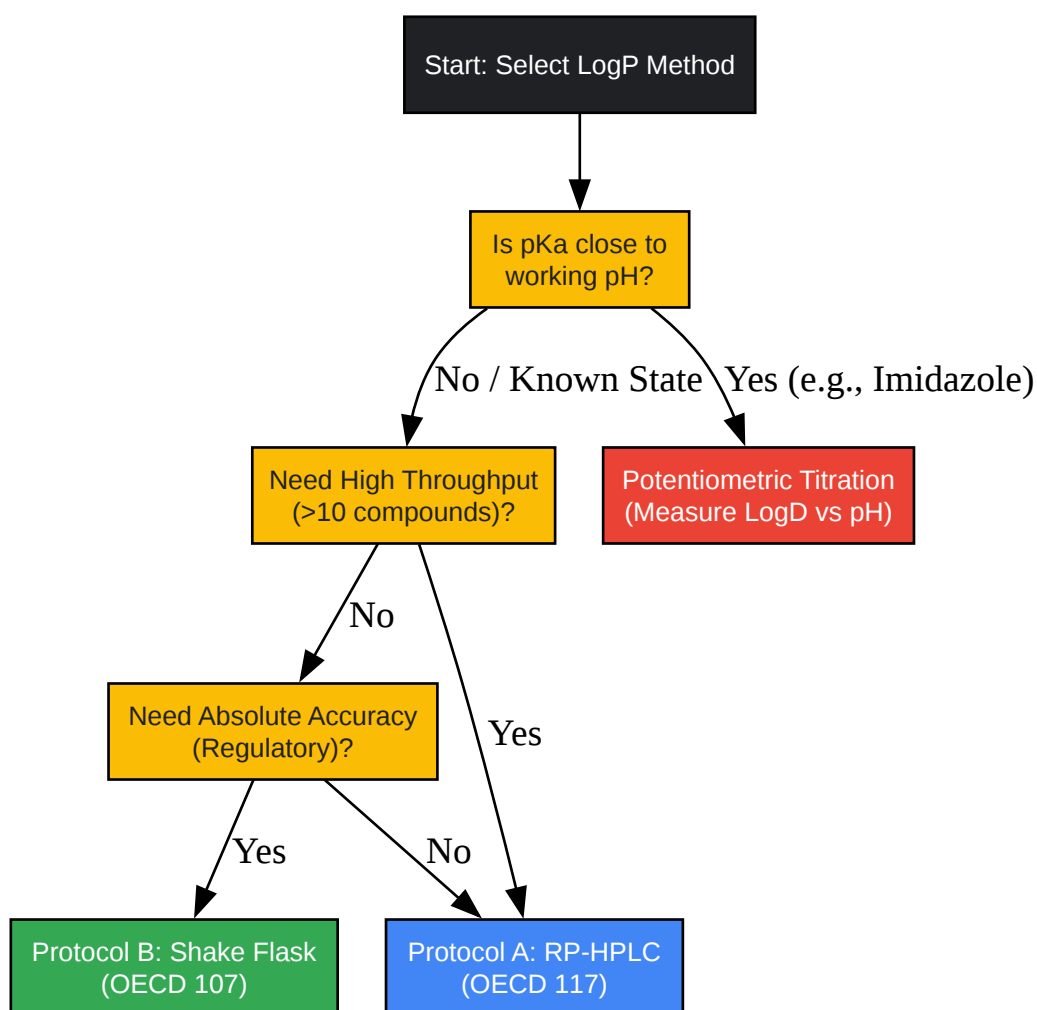 Start: Select LogP Method
Is pKa close to
working pH?
No / Known State
Yes (e.g., Imidazole)
Need High Throughput
(>10 compounds)?
Potentiometric Titration
(Measure LogD vs pH)
No
Need Absolute Accuracy
(Regulatory)?
Yes
Yes
No
Protocol B: Shake Flask
(OECD 107)
Protocol A: RP-HPLC
(OECD 117)